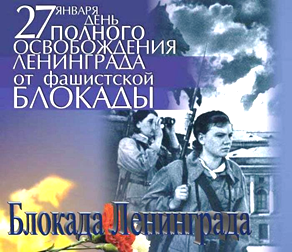 27 ЯНВАРЯ ДЕНЬ
ПОЛНОГО
ОСВОБОЖДЕНИЯ
ЛЕНИНГРАДА
от фашистской
БЛОКАДЫ
Блокада Ленинграда